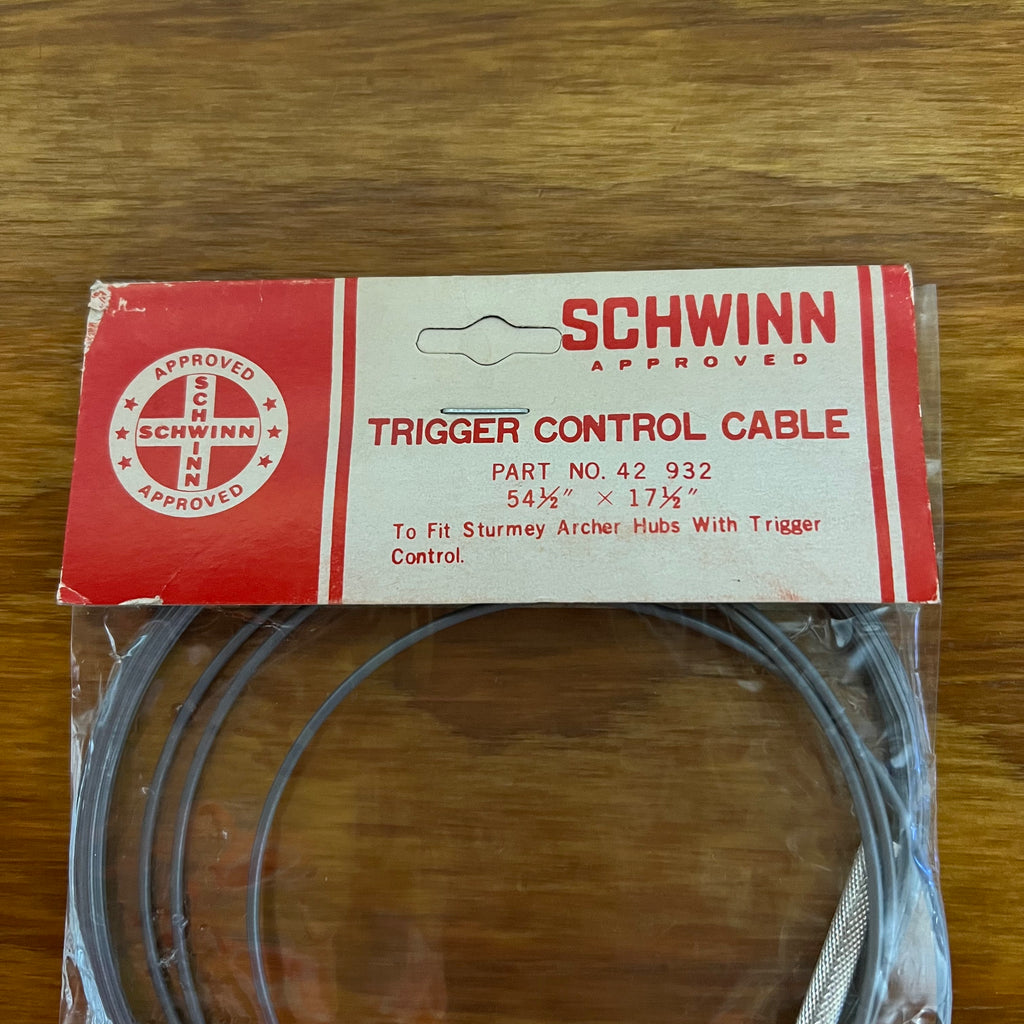 APPROVED
SCHWINN
SCHWINN
APPROVED
SCHWINN
APPROVED
TRIGGER CONTROL CABLE
PART NO. 42 932
54½" × 17½"
To Fit Sturmey Archer Hubs With Trigger
Control.